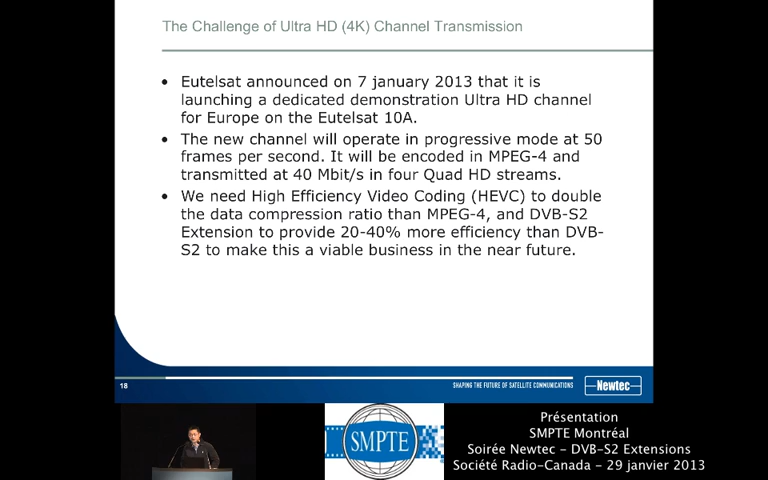 The Challenge of Ultra HD (4K) Channel Transmission
• Eutelsat announced on 7 january 2013 that it is
launching a dedicated demonstration Ultra HD channel
for Europe on the Eutelsat 10A.
• The new channel will operate in progressive mode at 50
frames per second. It will be encoded in MPEG-4 and
transmitted at 40 Mbit/s in four Quad HD streams.
• We need High Efficiency Video Coding (HEVC) to double
the data compression ratio than MPEG-4, and DVB-S2
Extension to provide 20-40% more efficiency than DVB-
S2 to make this a viable business in the near future.
18
SHAPING THE FUTURE OF SATELLITE COMMUNICATIONS
Newtec
SMPTE
Présentation
SMPTE Montréal
Soirée Newtec – DVB-S2 Extensions
Société Radio-Canada – 29 janvier 2013